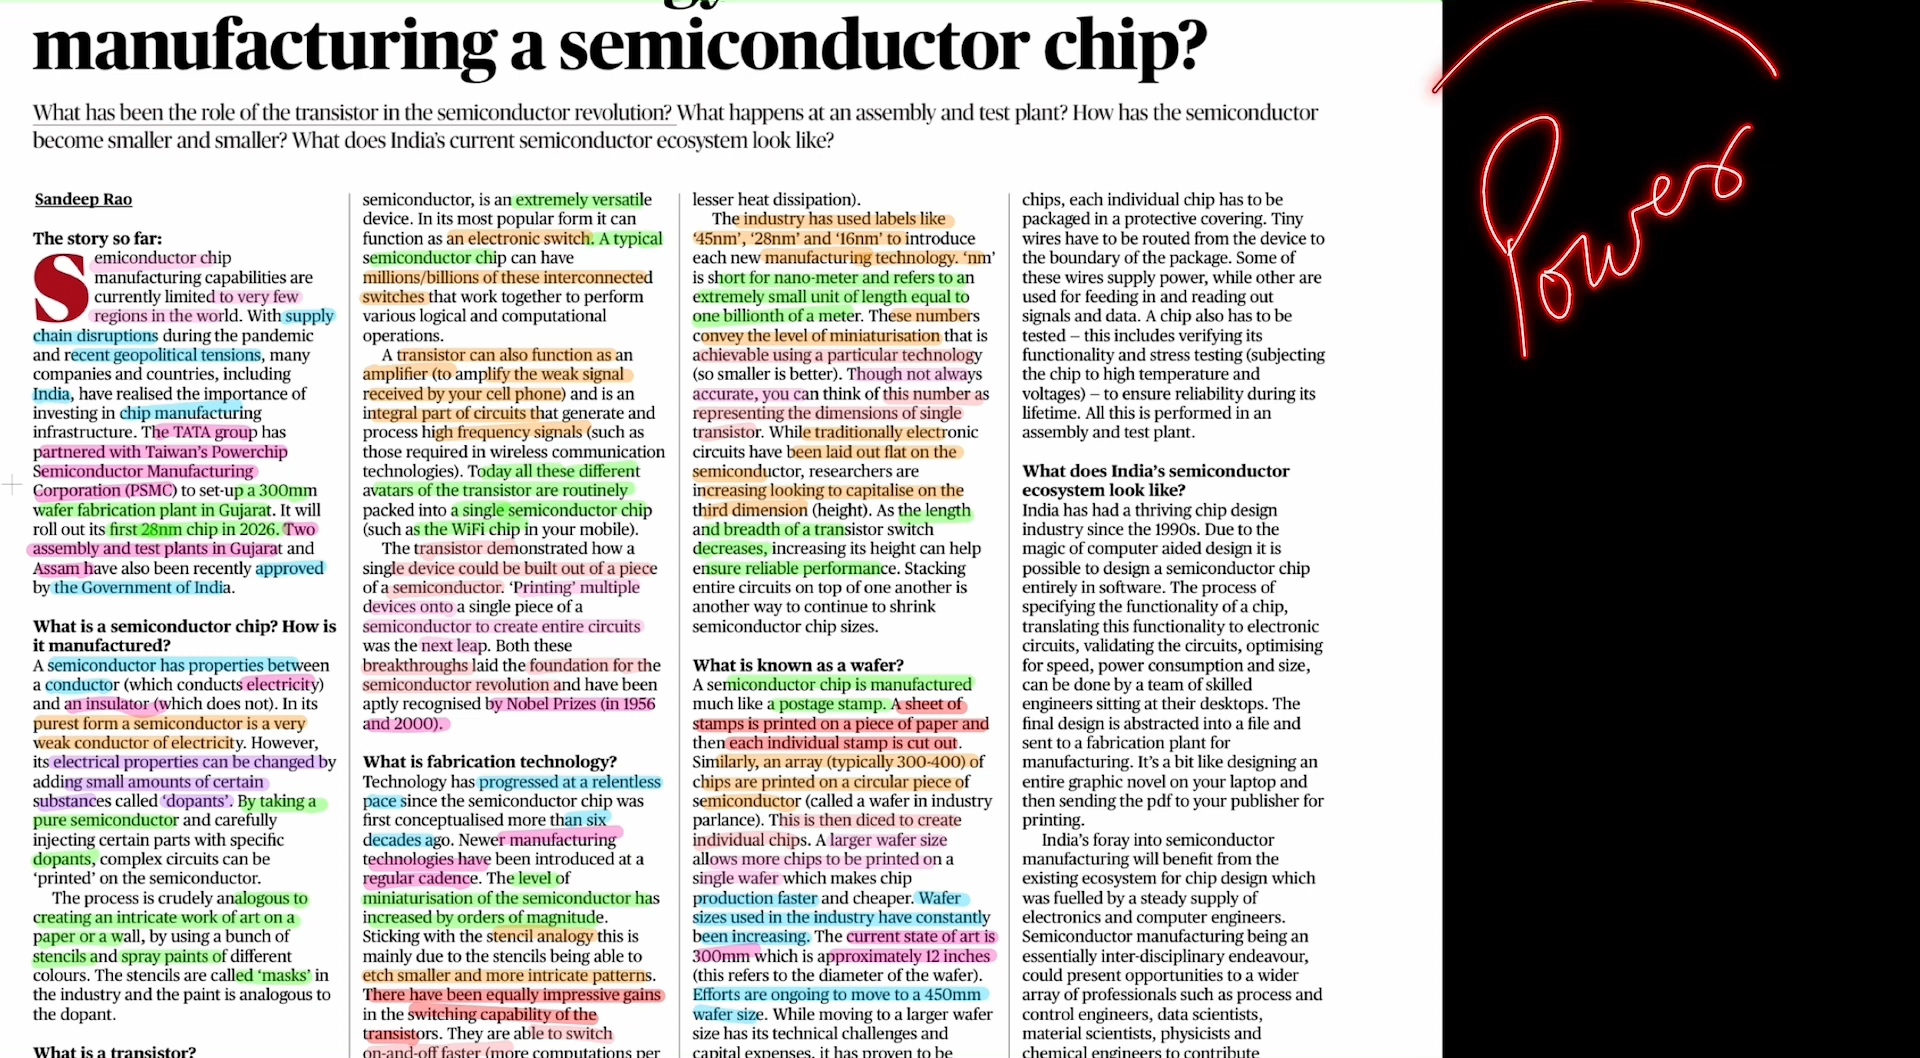 manufacturing a semiconductor chip?
What has been the role of the transistor in the semiconductor revolution? What happens at an assembly and test plant? How has the semiconductor
become smaller and smaller? What does India's current semiconductor ecosystem look like?
Sandeep Rao
The story so far:
Semiconductor chip
manufacturing capabilities are
currently limited to very few
regions in the world. With supply
chain disruptions during the pandemic
and recent geopolitical tensions, many
companies and countries, including
India, have realised the importance of
investing in chip manufacturing
infrastructure. The TATA group has
partnered with Taiwan's Powerchip
Semiconductor Manufacturing
Corporation (PSMC) to set-up a 300mm
wafer fabrication plant in Gujarat. It will
roll out its first 28nm chip in 2026. Two
assembly and test plants in Gujarat and
Assam have also been recently approved
by the Government of India.
What is a semiconductor chip? How is
it manufactured?
A semiconductor has properties between
a conductor (which conducts electricity)
and an insulator (which does not). In its
purest form a semiconductor is a very
weak conductor of electricity. However,
its electrical properties can be changed by
adding small amounts of certain
substances called 'dopants'. By taking a
pure semiconductor and carefully
injecting certain parts with specific
dopants, complex circuits can be
'printed' on the semiconductor.
The process is crudely analogous to
creating an intricate work of art on a
paper or a wall, by using a bunch of
stencils and spray paints of different
colours. The stencils are called 'masks' in
the industry and the paint is analogous to
the dopant.
What is a transistor?
semiconductor, is an extremely versatile
device. In its most popular form it can
function as an electronic switch. A typical
semiconductor chip can have
millions/billions of these interconnected
switches that work together to perform
various logical and computational
operations.
A transistor can also function as an
amplifier (to amplify the weak signal
received by your cell phone) and is an
integral part of circuits that generate and
process high frequency signals (such as
those required in wireless communication
technologies). Today all these different
avatars of the transistor are routinely
packed into a single semiconductor chip
(such as the WiFi chip in your mobile).
The transistor demonstrated how a
single device could be built out of a piece
of a semiconductor. 'Printing' multiple
devices onto a single piece of a
semiconductor to create entire circuits
was the next leap. Both these
breakthroughs laid the foundation for the
semiconductor revolution and have been
aptly recognised by Nobel Prizes (in 1956
and 2000).
What is fabrication technology?
Technology has progressed at a relentless
pace since the semiconductor chip was
first conceptualised more than six
decades ago. Newer manufacturing
technologies have been introduced at a
regular cadence. The level of
miniaturisation of the semiconductor has
increased by orders of magnitude.
Sticking with the stencil analogy this is
mainly due to the stencils being able to
etch smaller and more intricate patterns.
There have been equally impressive gains
in the switching capability of the
transistors. They are able to switch
on-and-off faster (more computations per
lesser heat dissipation).
The industry has used labels like
'45nm', '28nm' and '16nm' to introduce
each new manufacturing technology. 'nm'
is short for nano-meter and refers to an
extremely small unit of length equal to
one billionth of a meter. These numbers
convey the level of miniaturisation that is
achievable using a particular technology
(so smaller is better). Though not always
accurate, you can think of this number as
representing the dimensions of single
transistor. While traditionally electronic
circuits have been laid out flat on the
semiconductor, researchers are
increasing looking to capitalise on the
third dimension (height). As the length
and breadth of a transistor switch
decreases, increasing its height can help
ensure reliable performance. Stacking
entire circuits on top of one another is
another way to continue to shrink
semiconductor chip sizes.
What is known as a wafer?
A semiconductor chip is manufactured
much like a postage stamp. A sheet of
stamps is printed on a piece of paper and
then each individual stamp is cut out.
Similarly, an array (typically 300-400) of
chips are printed on a circular piece of
semiconductor (called a wafer in industry
parlance). This is then diced to create
individual chips. A larger wafer size
allows more chips to be printed on a
single wafer which makes chip
production faster and cheaper. Wafer
sizes used in the industry have constantly
been increasing. The current state of art is
300mm which is approximately 12 inches
(this refers to the diameter of the wafer).
Efforts are ongoing to move to a 450mm
wafer size. While moving to a larger wafer
size has its technical challenges and
capital expenses, it has proven to be
chips, each individual chip has to be
packaged in a protective covering. Tiny
wires have to be routed from the device to
the boundary of the package. Some of
these wires supply power, while other are
used for feeding in and reading out
signals and data. A chip also has to be
tested – this includes verifying its
functionality and stress testing (subjecting
the chip to high temperature and
voltages) – to ensure reliability during its
lifetime. All this is performed in an
assembly and test plant.
What does India's semiconductor
ecosystem look like?
India has had a thriving chip design
industry since the 1990s. Due to the
magic of computer aided design it is
possible to design a semiconductor chip
entirely in software. The process of
specifying the functionality of a chip,
translating this functionality to electronic
circuits, validating the circuits, optimising
for speed, power consumption and size,
can be done by a team of skilled
engineers sitting at their desktops. The
final design is abstracted into a file and
sent to a fabrication plant for
manufacturing. It's a bit like designing an
entire graphic novel on your laptop and
then sending the pdf to your publisher for
printing.
India's foray into semiconductor
manufacturing will benefit from the
existing ecosystem for chip design which
was fuelled by a steady supply of
electronics and computer engineers.
Semiconductor manufacturing being an
essentially inter-disciplinary endeavour,
could present opportunities to a wider
array of professionals such as process and
control engineers, data scientists,
material scientists, physicists and
chemical engineers to contribute
Power